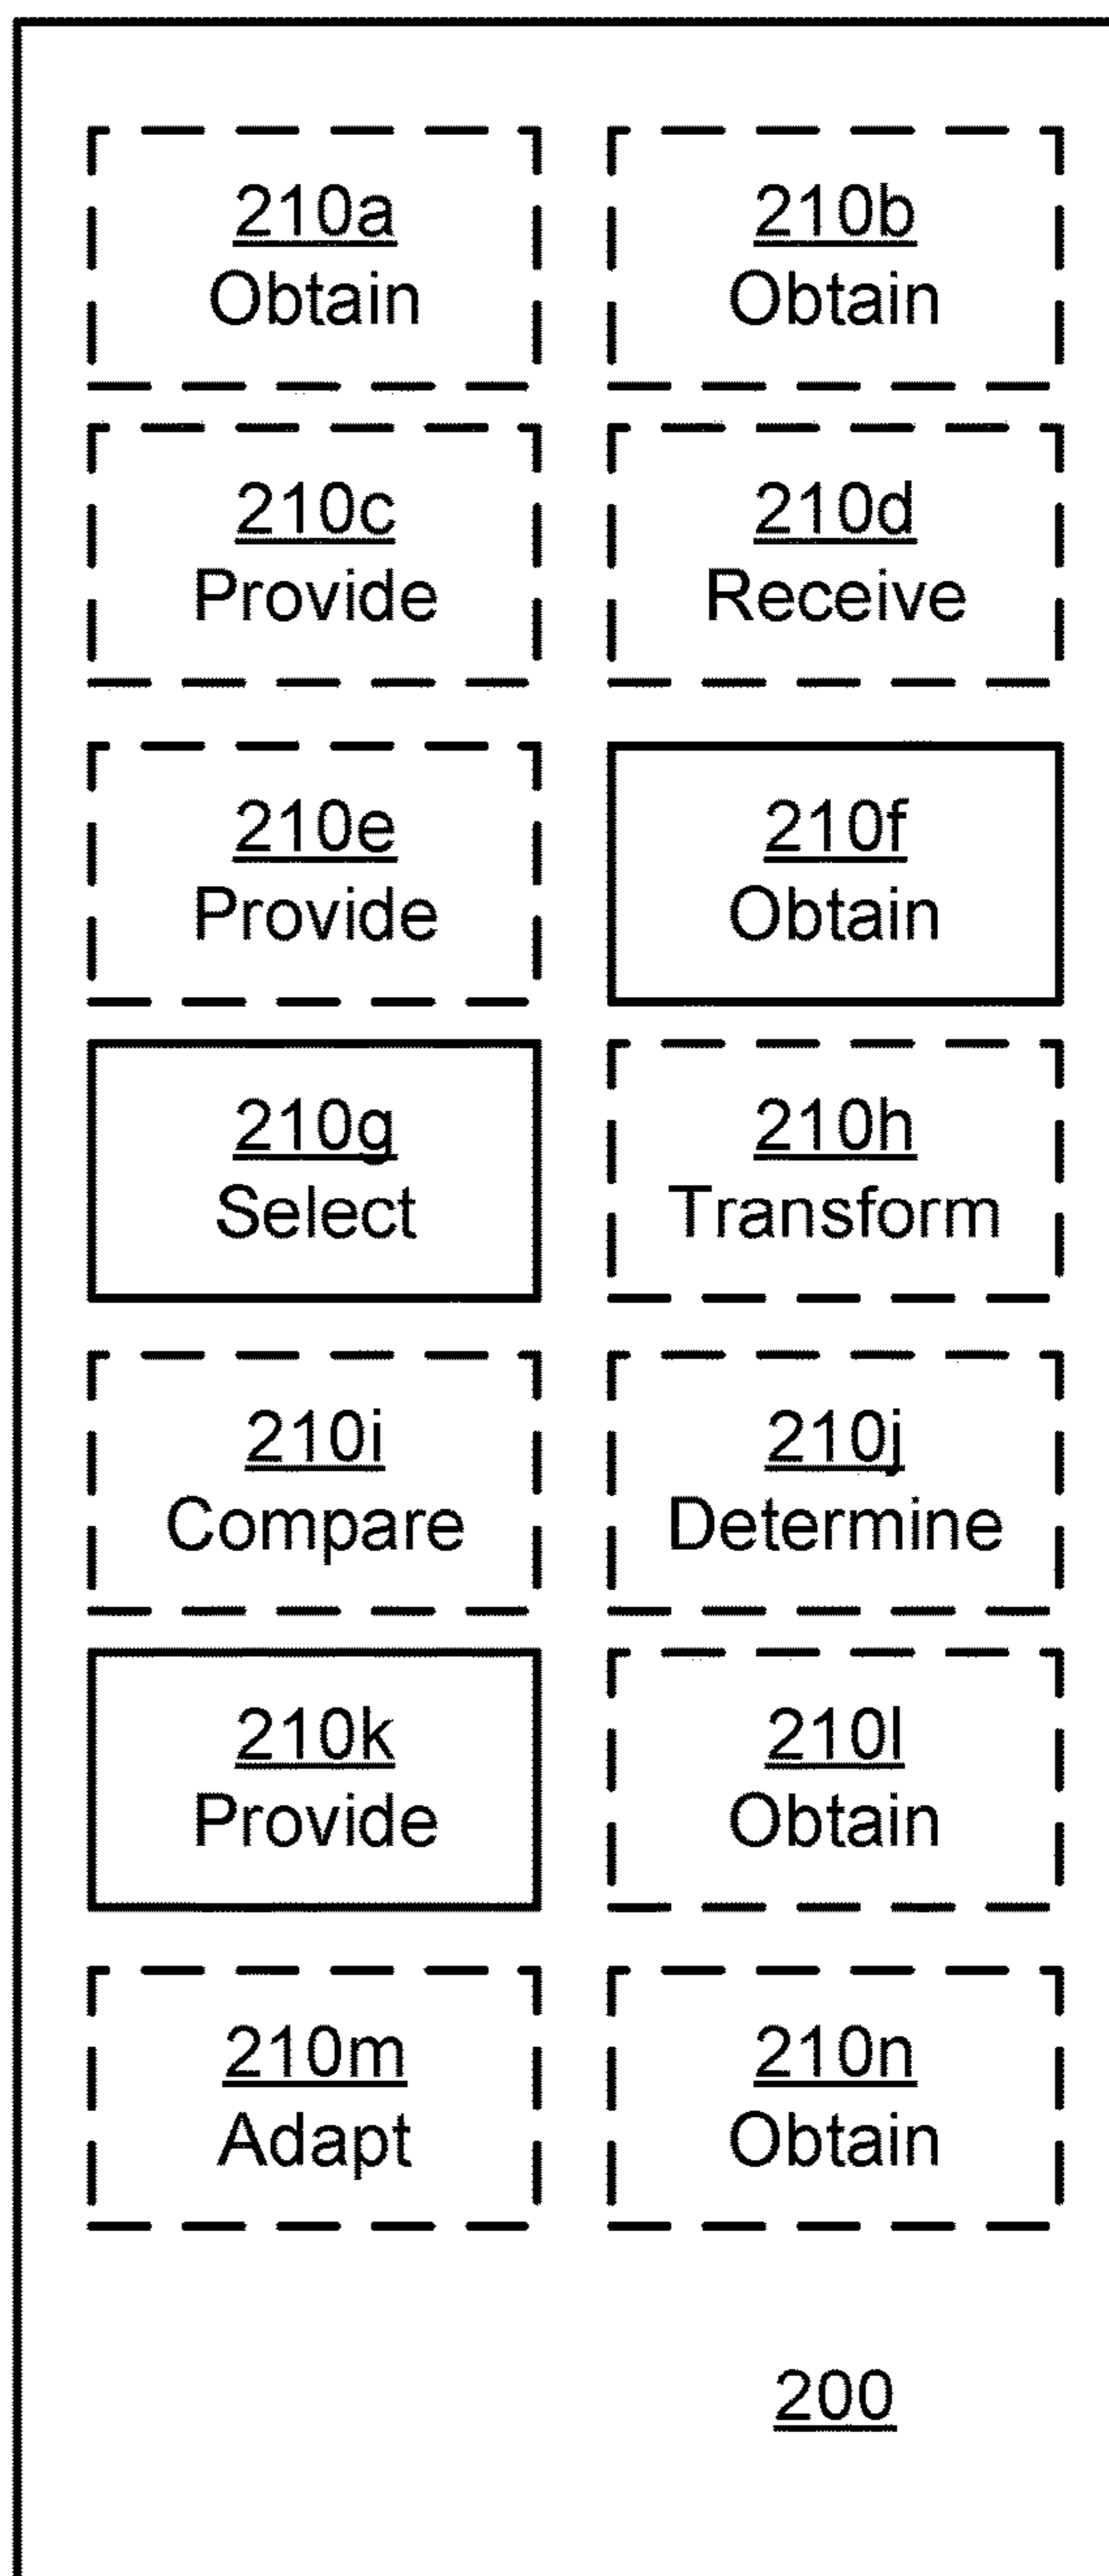 210a
Obtain
210b
Obtain
210c
Provide
210d
Receive
210e
Provide
210f
Obtain
210g
Select
210h
Transform
210i
Compare
210j
Determine
210k
Provide
210l
Obtain
210m
Adapt
210n
Obtain
200